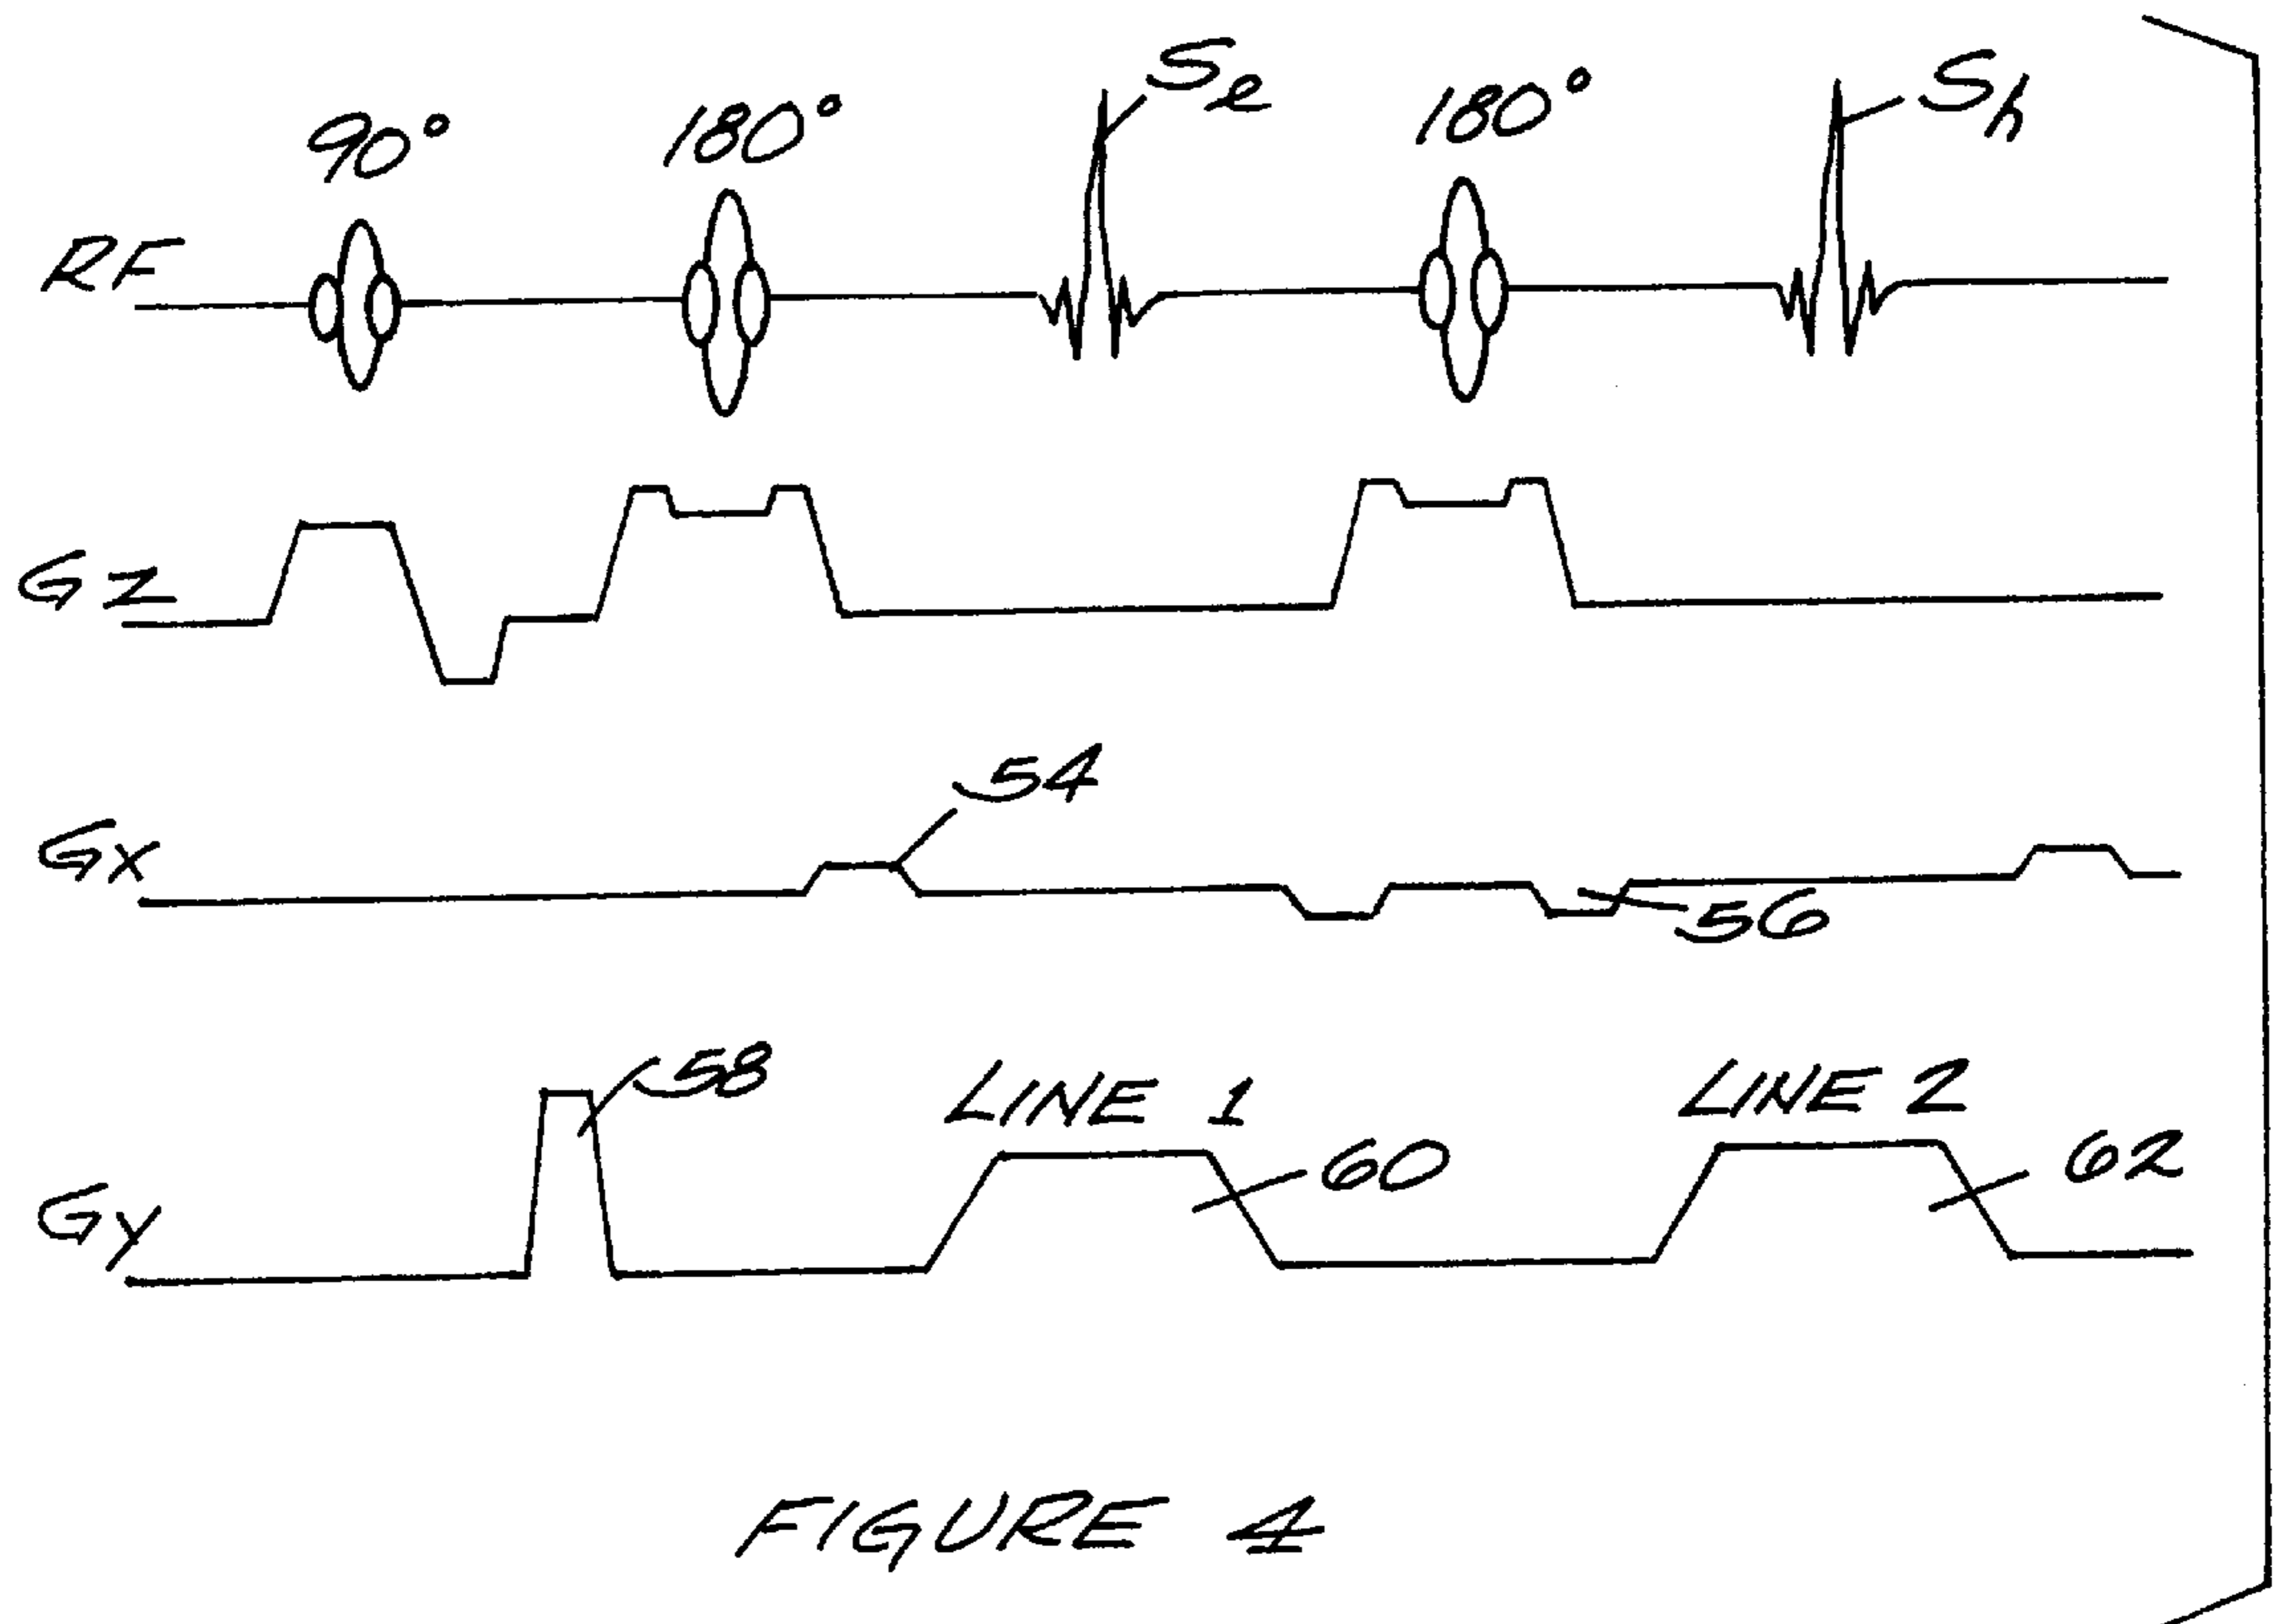 90° 180° Se 180° Sh
RF
Gz
54
Gx
56
58 LINE 1 LINE 2
60 62
Gy
FIGURE 4